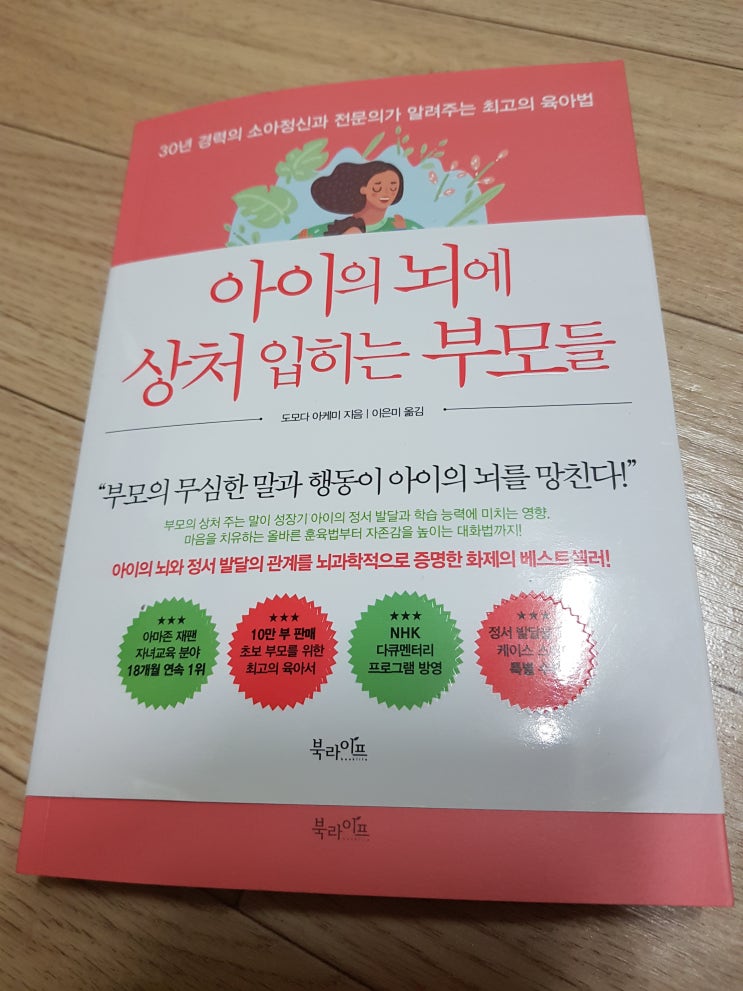 30년 경력의 소아정신과 전문의가 알려주는 최고의 육아법
아이의 뇌에
상처 입히는 부모들
도모다 아케미 지음 | 이은미 옮김
“부모의 무심한 말과 행동이 아이의 뇌를 망친다!”
부모의 상처 주는 말이 성장기 아이의 정서 발달과 학습 능력에 미치는 영향,
마음을 치유하는 올바른 훈육법부터 자존감을 높이는 대화법까지!
아이의 뇌와 정서 발달의 관계를 뇌과학적으로 증명한 화제의 베스트셀러!
★★★
아마존 재팬
자녀교육 분야
18개월 연속 1위
★★★
10만 부 판매
초보 부모를 위한
최고의 육아서
★★★
NHK
다큐멘터리
프로그램 방영
★★★
정서
케이스
특별
북라이프
booklife
북라이프